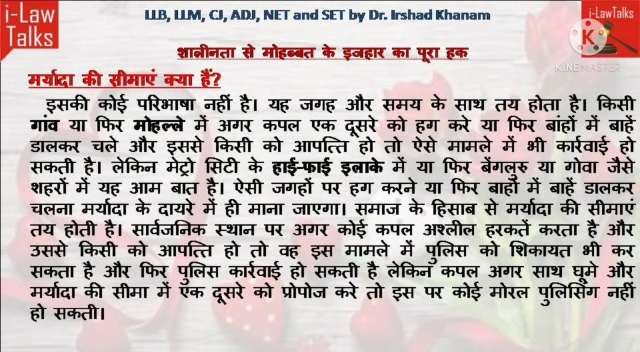 i-Law
Talks
LLB, LLM, CJ, ADJ, NET and SET by Dr. Irshad Khanam
i-LawTalks
K
KINEMASTER
शालीनता से मोहब्बत के इजहार का पूरा हक
मर्यादा की सीमाएं क्या हैं?
इसकी कोई परिभाषा नहीं है। यह जगह और समय के साथ तय होता है। किसी
गांव या फिर मोहल्ले में अगर कपल एक दूसरे को हग करे या फिर बांहों में बाहें
डालकर चले और इससे किसी को आपत्ति हो तो ऐसे मामले में भी कार्रवाई हो
सकती है। लेकिन मेट्रो सिटी के हाई-फाई इलाके में या फिर बेंगलुरु या गोवा जैसे
शहरों में यह आम बात है। ऐसी जगहों पर हग करने या फिर बाहों में बाहें डालकर
चलना मर्यादा के दायरे में ही माना जाएगा। समाज के हिसाब से मर्यादा की सीमाएं
तय होती है। सार्वजनिक स्थान पर अगर कोई कपल अश्लील हरकतें करता है और
उससे किसी को आपत्ति हो तो वह इस मामले में पुलिस को शिकायत भी कर
सकता है और फिर पुलिस कार्रवाई हो सकती है लेकिन कपल अगर साथ घूमे और
मर्यादा की सीमा में एक दूसरे को प्रोपोज करे तो इस पर कोई मोरल पुलिसिंग नहीं
हो सकती।